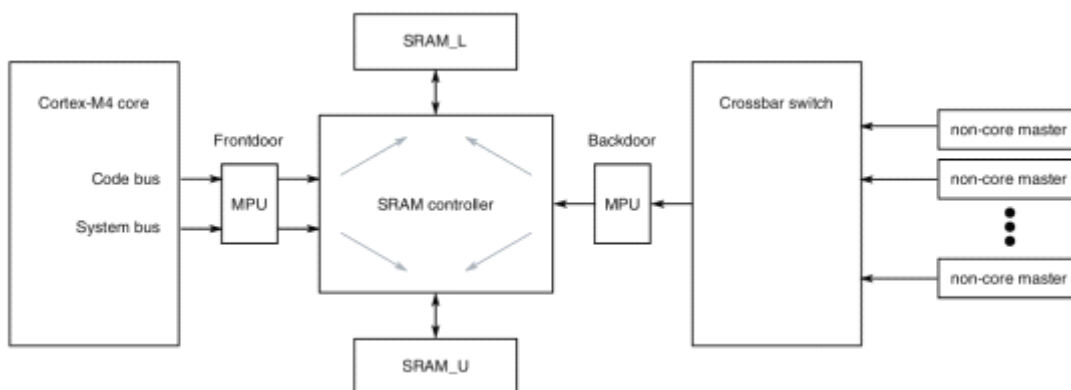 SRAM_L
Cortex-M4 core
Crossbar switch
Frontdoor
Backdoor
non-core master
Code bus
MPU
SRAM controller
MPU
non-core master
System bus
non-core master
SRAM_U